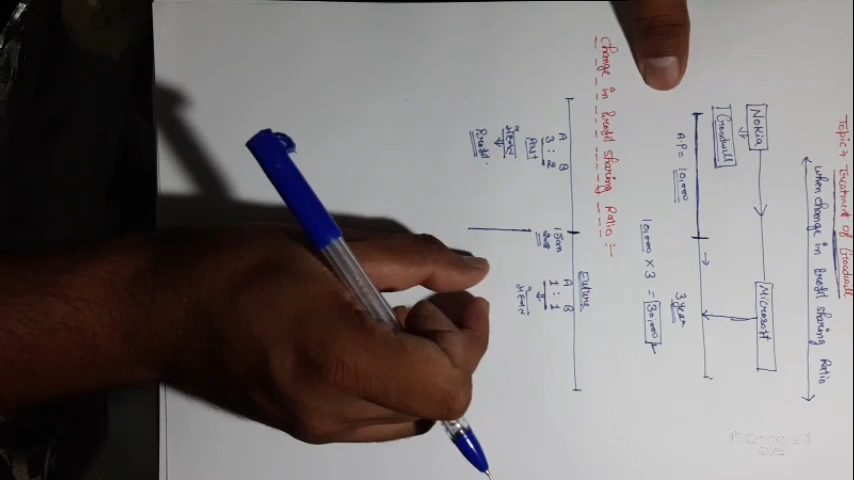 Topic → Treatment of Goodwill
when change in Profit sharing Ratio
Nokia
Microsoft
Goodwill
A.P = 10,000
3 year
10,000 × 3 = 30,000
Change in Profit sharing Ratio :-
Future
A B
3 : 2
Past
Profit.
A B
1 : 1